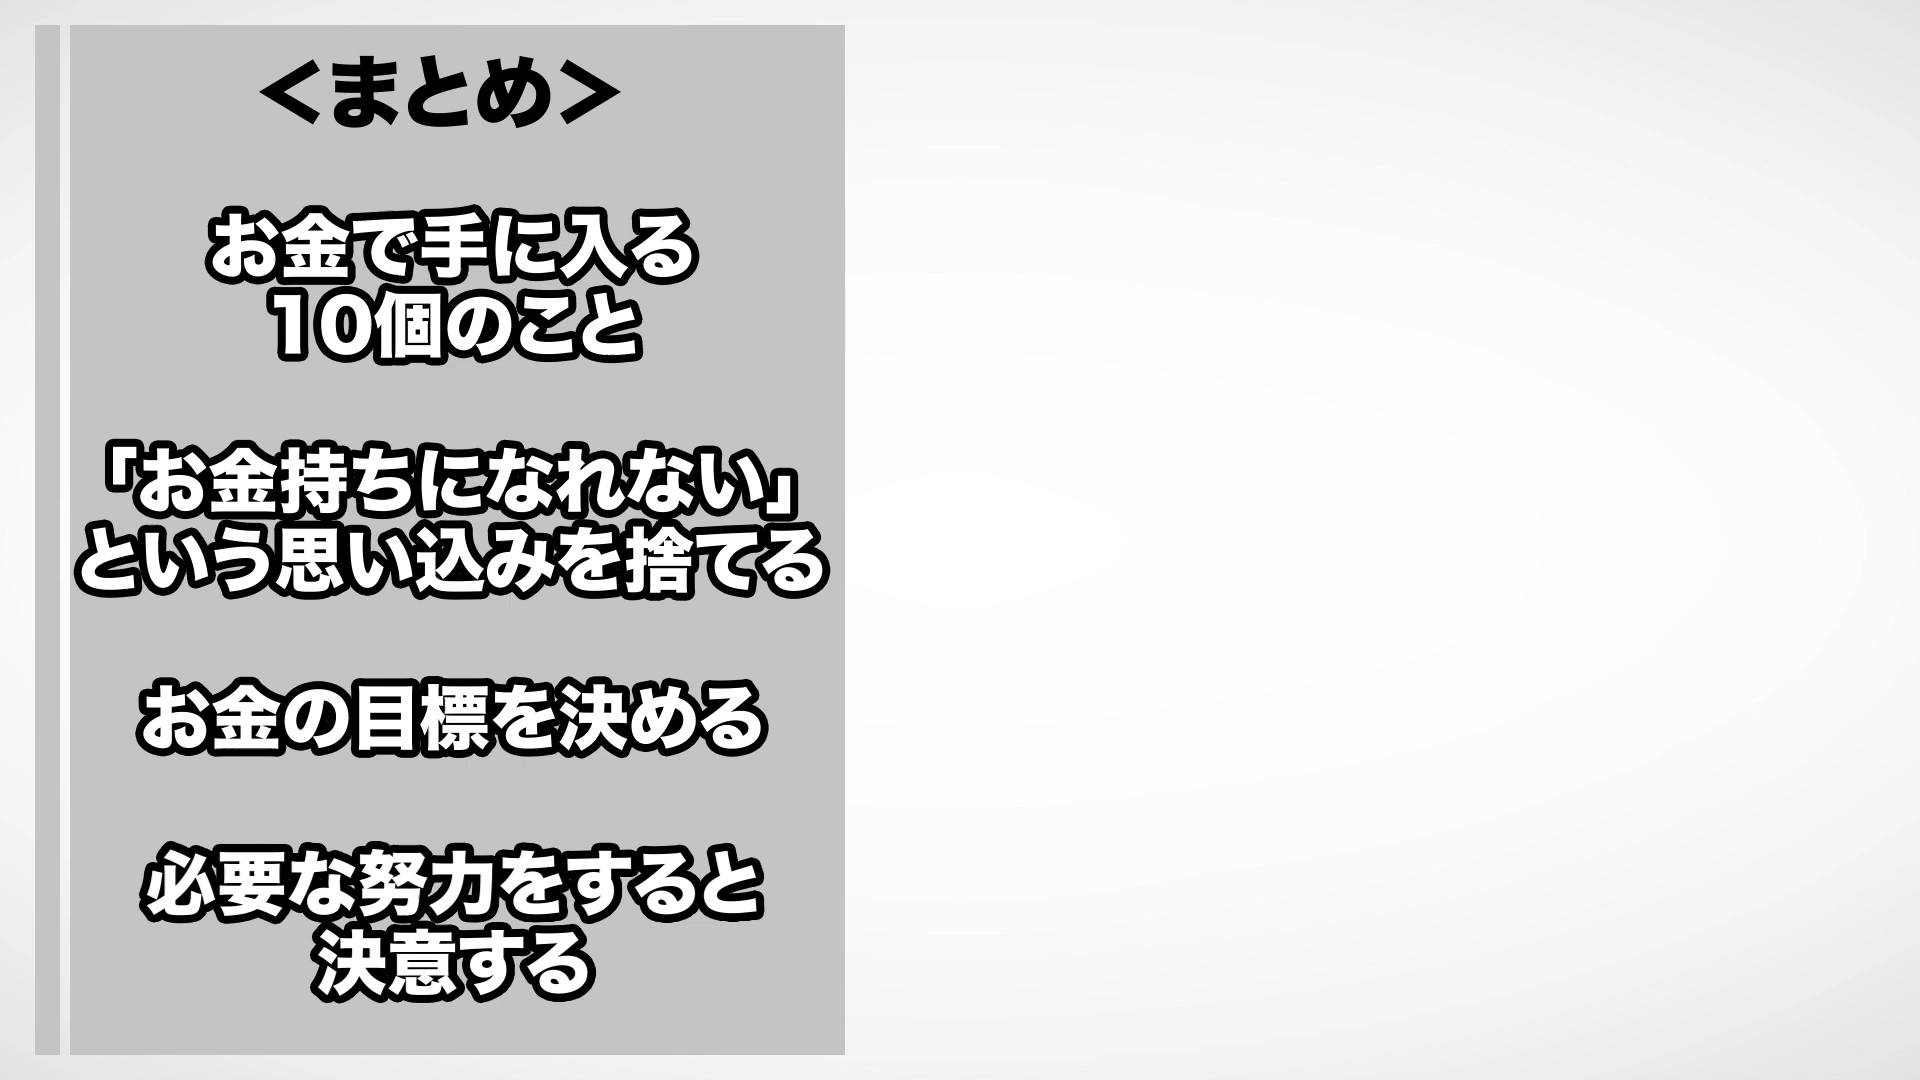 ＜まとめ＞
お金で手に入る
10個のこと
「お金持ちになれない」
という思い込みを捨てる
お金の目標を決める
必要な努力をすると
決意する